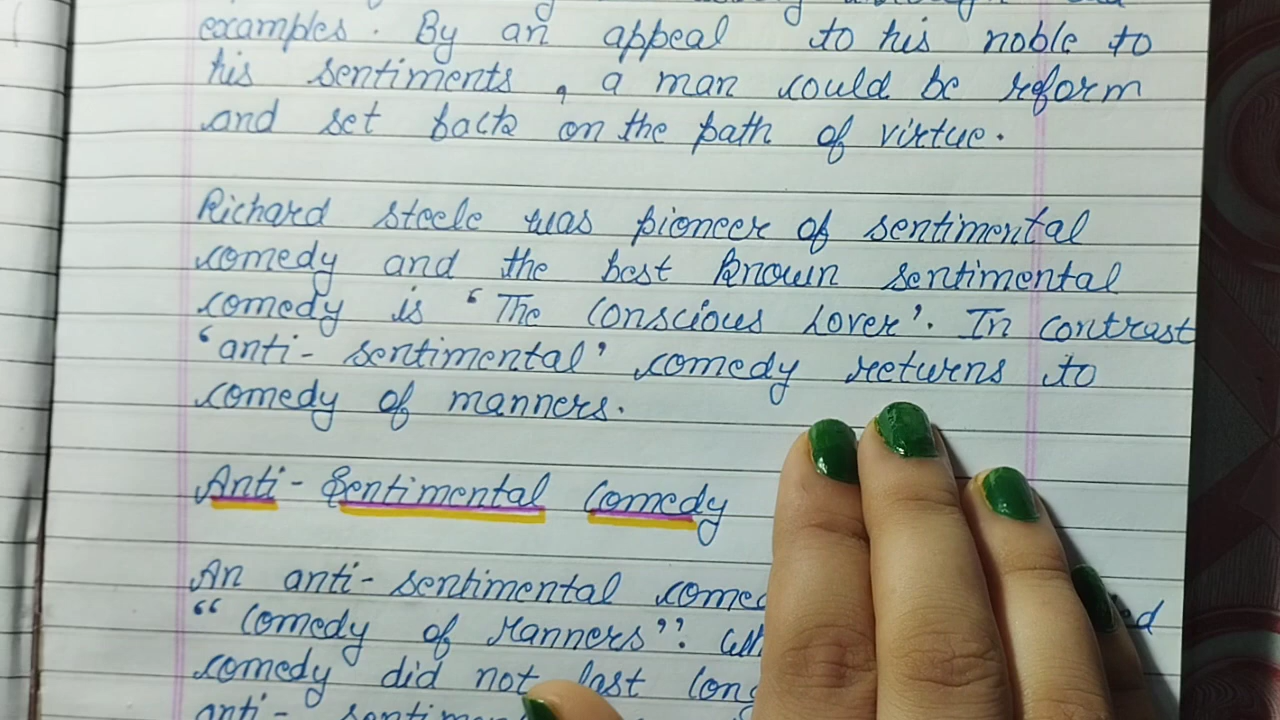 examples. By an appeal to his noble to
his sentiments, a man could be reform
and set back on the path of virtue.
Richard steele was pioneer of sentimental
comedy and the best known sentimental
comedy is 'The Conscious Lover'. In contrast
'anti-sentimental' comedy returns to
comedy of manners.
Anti-Sentimental Comedy
An anti-sentimental
"Comedy of Manners".
comedy did not last long
anti-